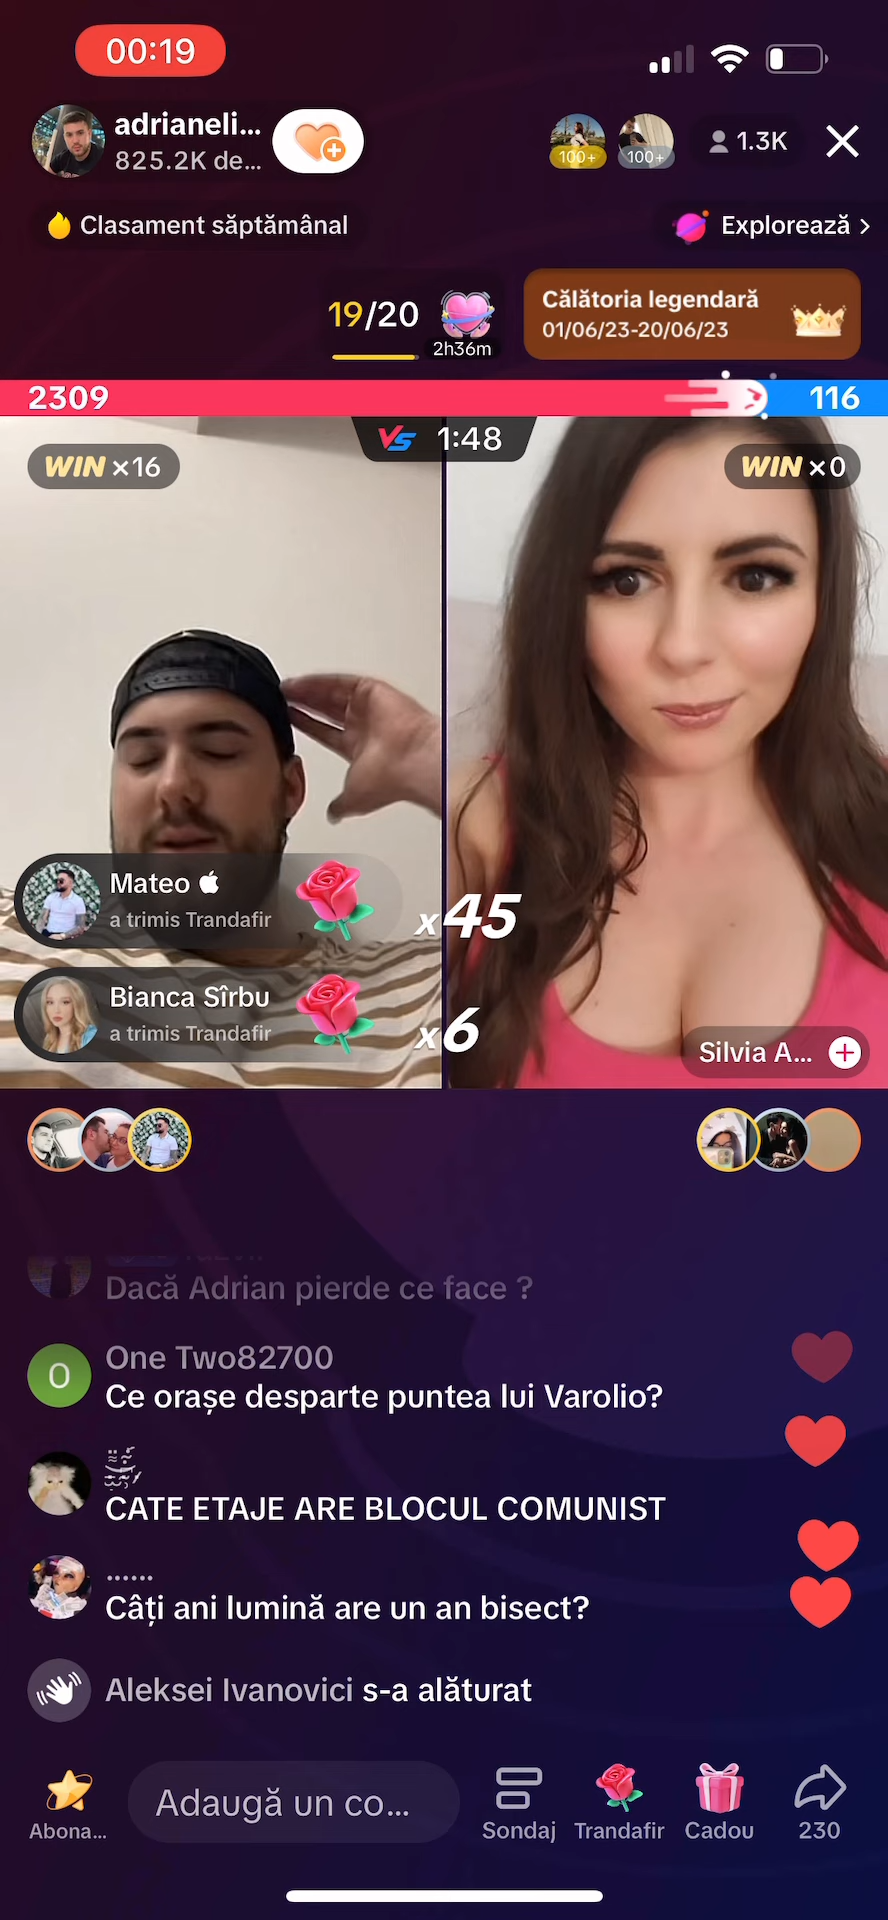 00:19
adrianeli...
825.2K de...
100+
100+
1.3K
Clasament săptămânal
Explorează >
19/20
2h36m
Călătoria legendară
01/06/23-20/06/23
2309
116
VS 1:48
WIN ×16
WIN ×0
Mateo
a trimis Trandafir
x45
Bianca Sîrbu
a trimis Trandafir
x6
Silvia A...
Dacă Adrian pierde ce face ?
O
One Two82700
Ce orașe desparte puntea lui Varolio?
CATE ETAJE ARE BLOCUL COMUNIST
......
Câți ani lumină are un an bisect?
Aleksei Ivanovici s-a alăturat
Abona...
Adaugă un co...
Sondaj
Trandafir
Cadou
230